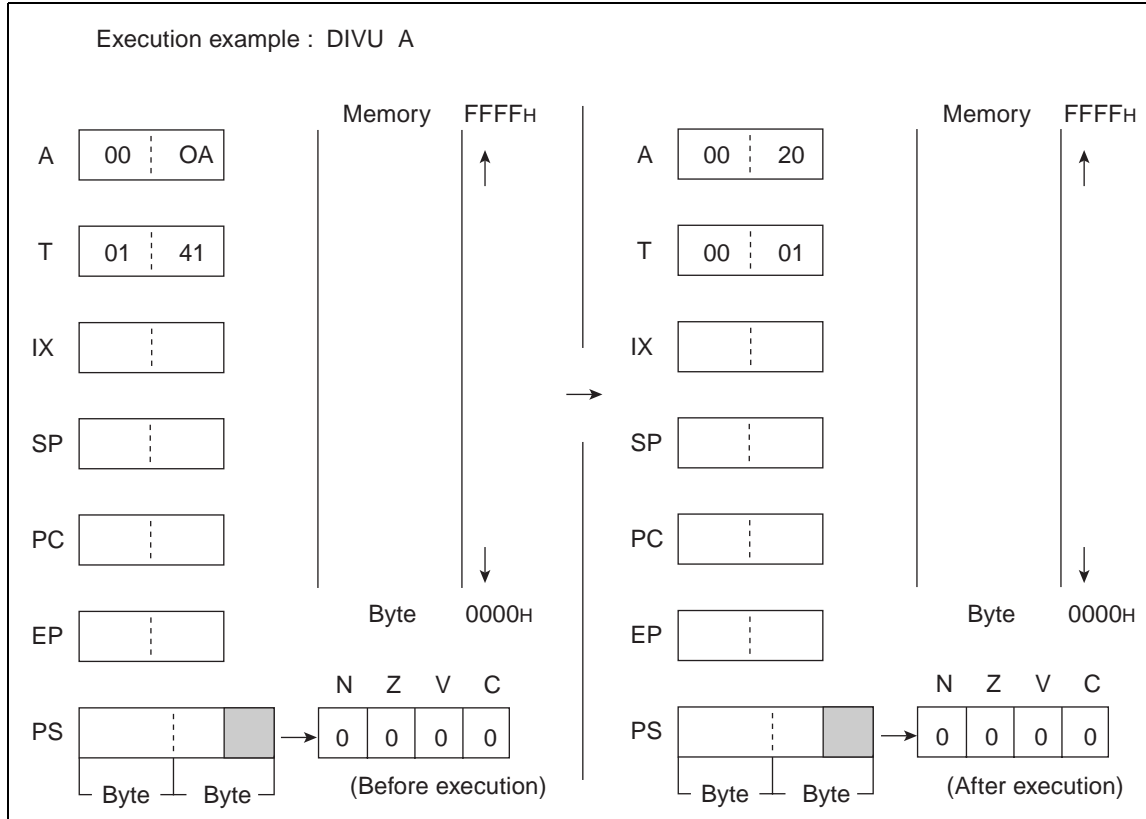 Execution example : DIVU A
Memory FFFFH
A 00 OA
T 01 41
IX
SP
PC
EP
Byte 0000H
N Z V C
PS 0 0 0 0
Byte Byte (Before execution)
Memory FFFFH
A 00 20
T 00 01
IX
SP
PC
EP
Byte 0000H
N Z V C
PS 0 0 0 0
Byte Byte (After execution)